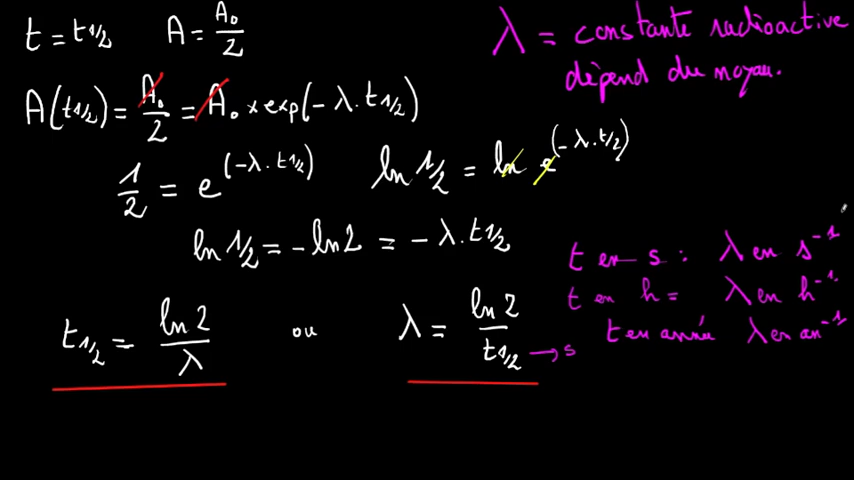 t = t1/2 A = A₀/2
λ = constante radioactive
dépend du noyau.
A(t1/2) = A₀/2 = A₀ × exp(- λ . t1/2)
1/2 = e^(-λ . t1/2) ln 1/2 = ln e^(-λ . t/2)
ln 1/2 = - ln 2 = - λ . t1/2
t en s : λ en s⁻¹
t en h = λ en h⁻¹
t en année λ en an⁻¹
t1/2 = ln 2/λ ou λ = ln 2/t1/2 → s